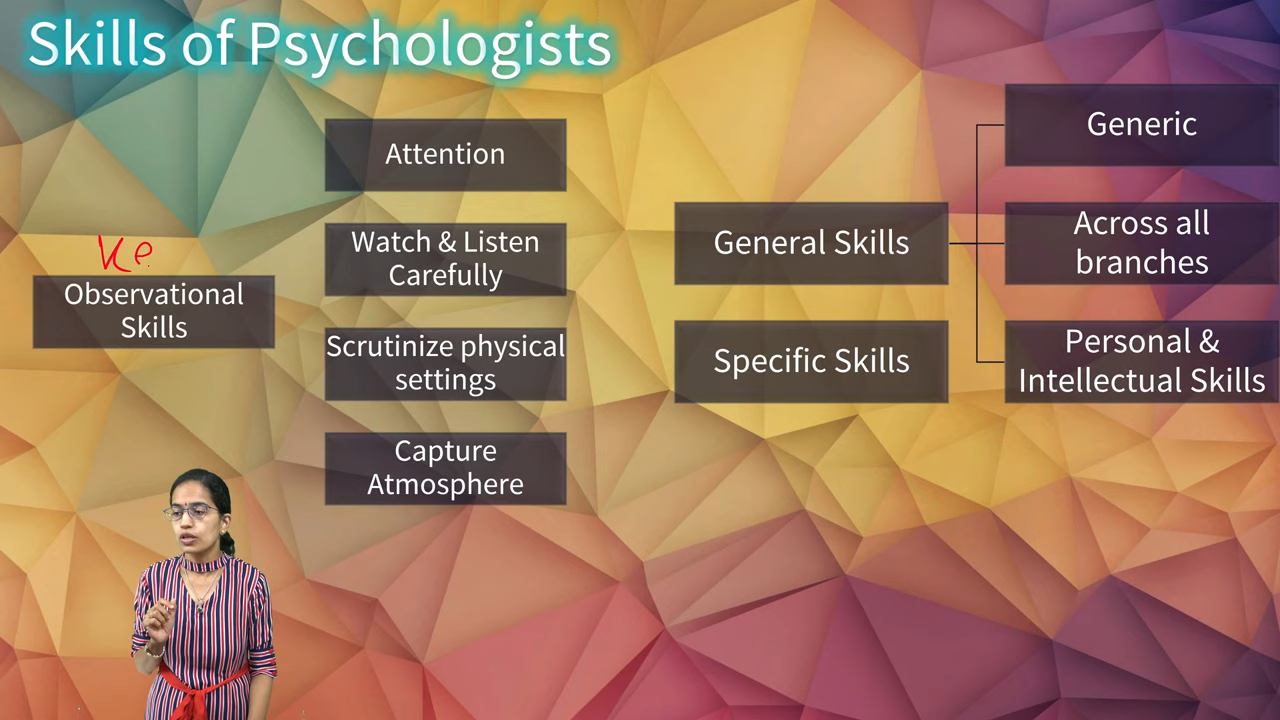 Skills of Psychologists
Ke
Observational
Skills
Attention
Watch & Listen
Carefully
Scrutinize physical
settings
Capture
Atmosphere
General Skills
Specific Skills
Generic
Across all
branches
Personal &
Intellectual Skills